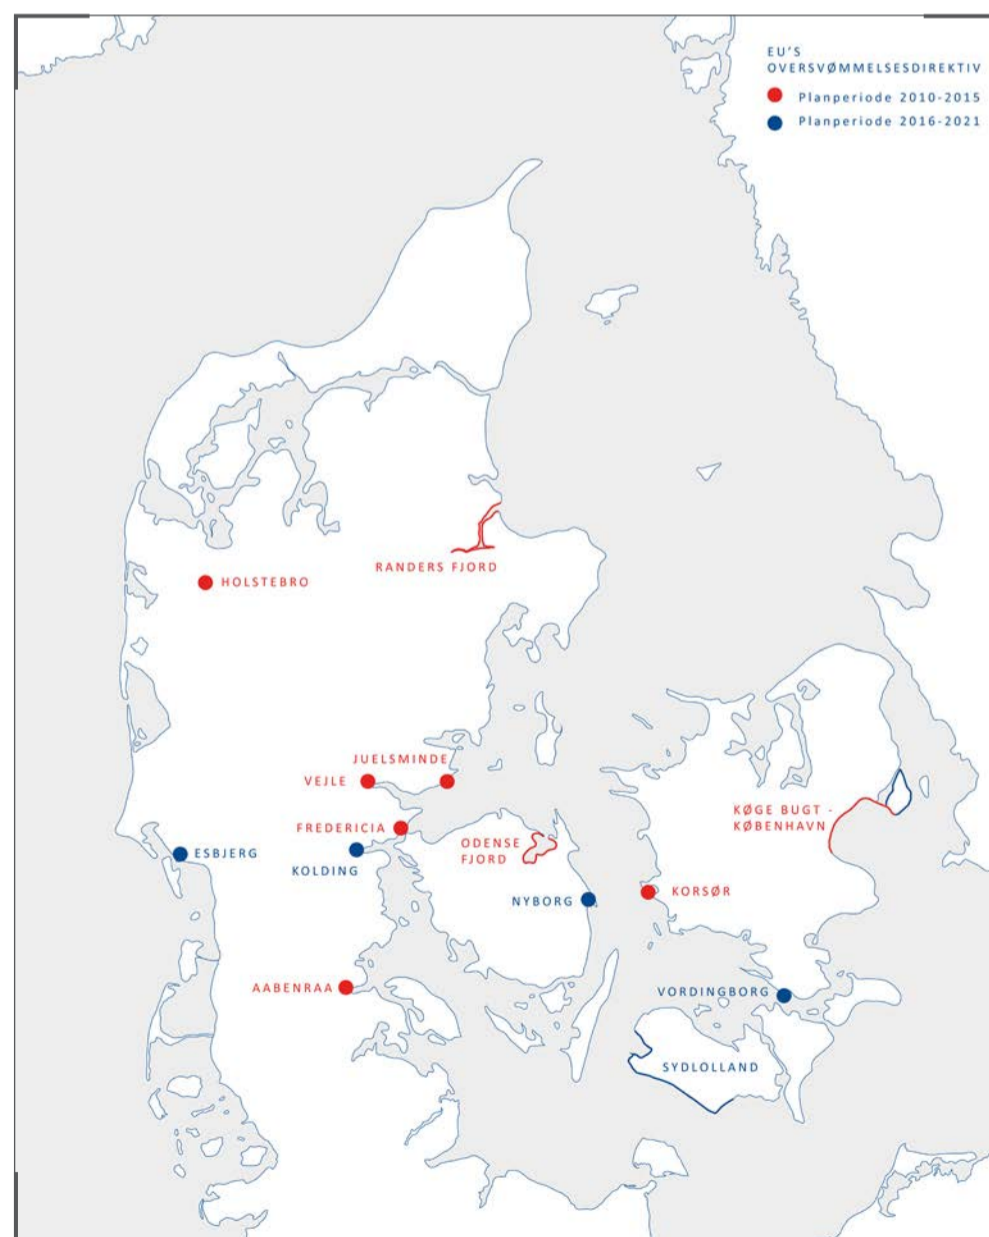 EU'S
OVERSVØMMELSESDIREKTIV
Planperiode 2010-2015
Planperiode 2016-2021
RANDERS FJORD
HOLSTEBRO
JUELSMINDE
VEJLE
FREDERICIA
ODENSE
FJORD
KØGE BUGT -
KØBENHAVN
ESBJERG
KOLDING
NYBORG
KORSØR
AABENRAA
VORDINGBORG
SYDLOLLAND